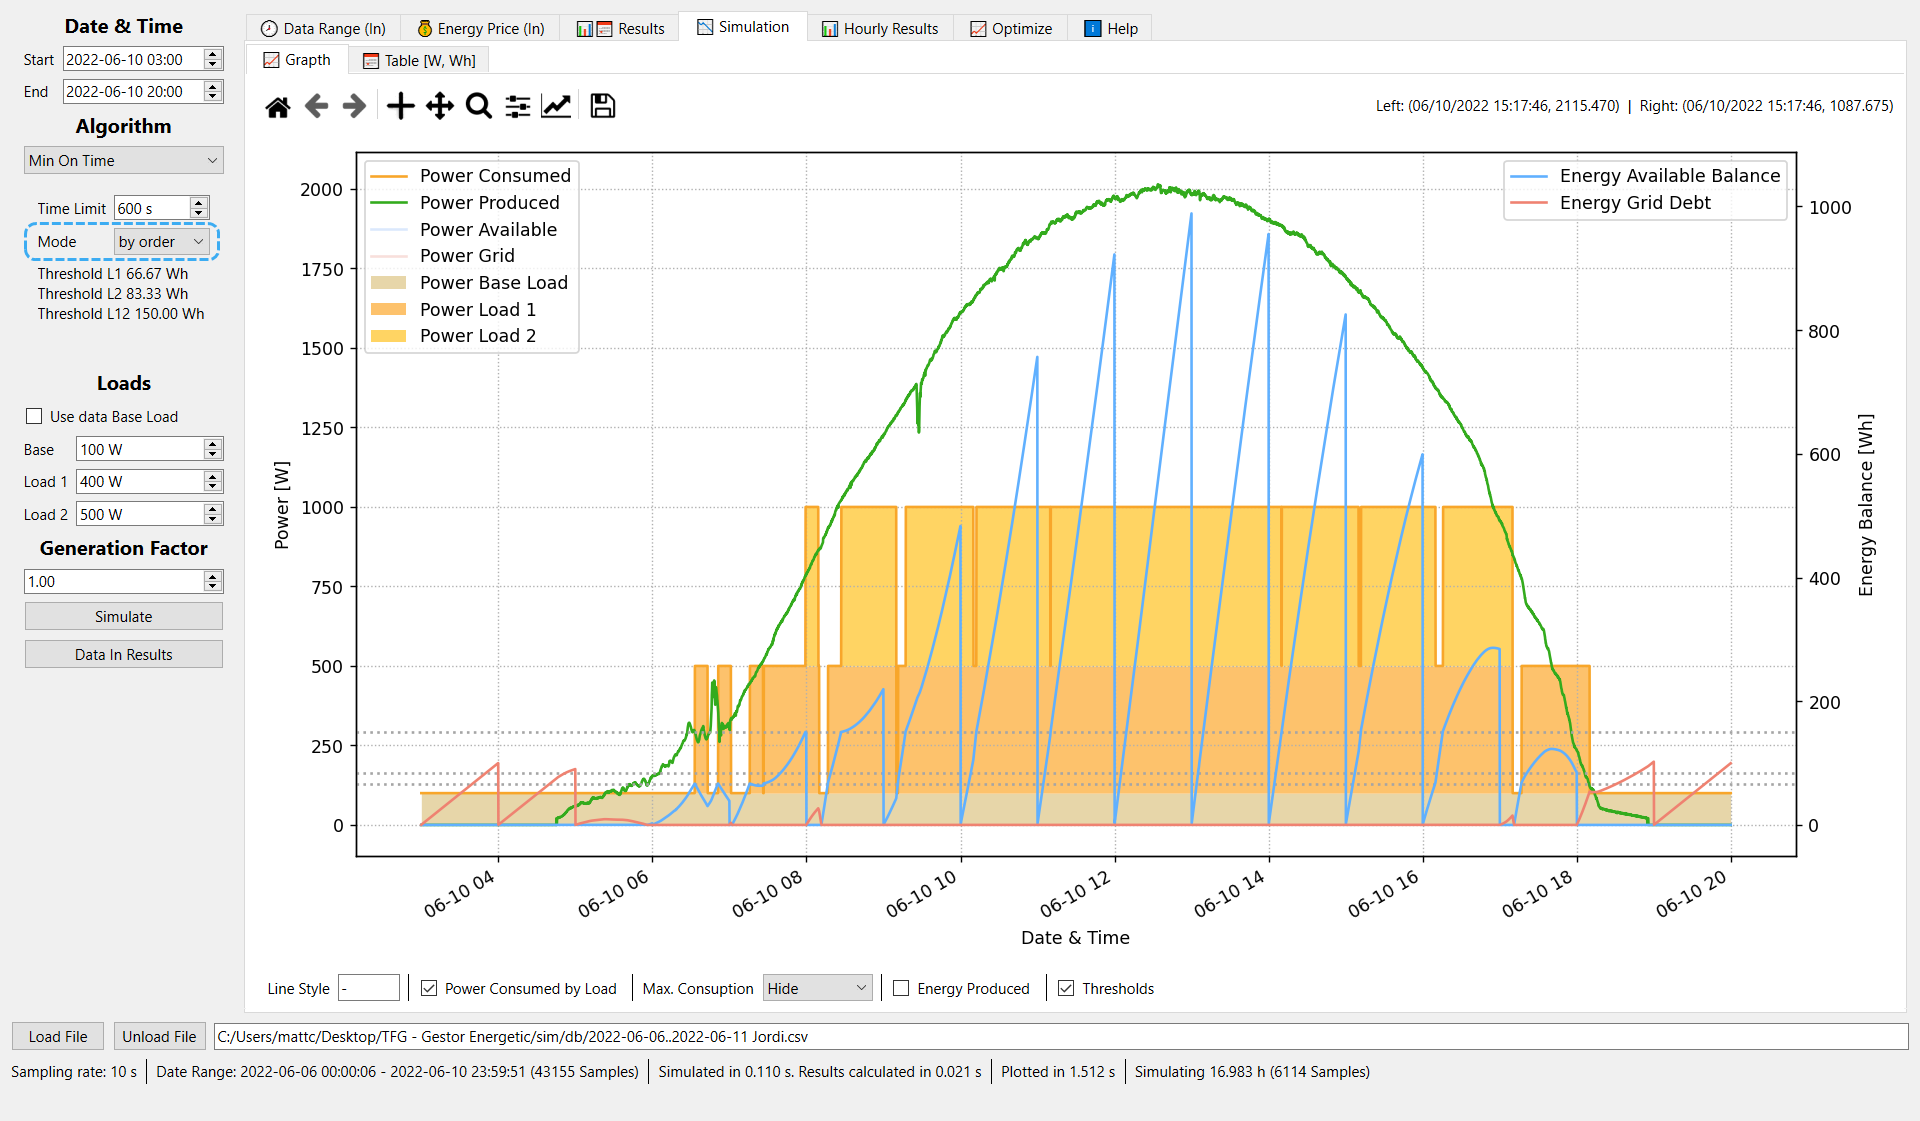 Date & Time
Start 2022-06-10 03:00
End 2022-06-10 20:00
Algorithm
Min On Time
Time Limit 600 s
Mode by order
Threshold L1 66.67 Wh
Threshold L2 83.33 Wh
Threshold L12 150.00 Wh
Loads
Use data Base Load
Base 100 W
Load 1 400 W
Load 2 500 W
Generation Factor
1.00
Simulate
Data In Results
Data Range (In) Energy Price (In) Results Simulation Hourly Results Optimize Help
Graph Table [W, Wh]
Left: (06/10/2022 15:17:46, 2115.470) | Right: (06/10/2022 15:17:46, 1087.675)
Power Consumed
Power Produced
Power Available
Power Grid
Power Base Load
Power Load 1
Power Load 2
Energy Available Balance
Energy Grid Debt
Power [W]
2000
1750
1500
1250
1000
750
500
250
0
1000
800
600
400
200
0
Energy Balance [Wh]
06-10 04 06-10 06 06-10 08 06-10 10 06-10 12 06-10 14 06-10 16 06-10 18 06-10 20
Date & Time
Line Style - Power Consumed by Load Max. Consuption Hide Energy Produced Thresholds
Load File Unload File C:/Users/mattc/Desktop/TFG - Gestor Energetic/sim/db/2022-06-06..2022-06-11 Jordi.csv
Sampling rate: 10 s Date Range: 2022-06-06 00:00:06 - 2022-06-10 23:59:51 (43155 Samples) Simulated in 0.110 s. Results calculated in 0.021 s Plotted in 1.512 s Simulating 16.983 h (6114 Samples)